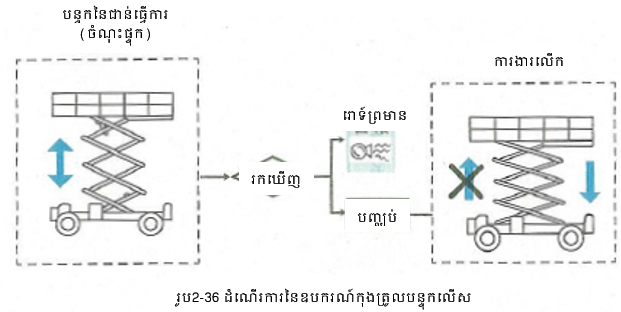 បន្ទុកនៃជាន់ធ្វើការ
(ចំណុះផ្ទុក)
ការងារលើក
រោទ៍ព្រមាន
រកឃើញ
បញ្ឈប់
រូប2-36 ដំណើរការនៃឧបករណ៍កុងត្រូលបន្ទុកលើស